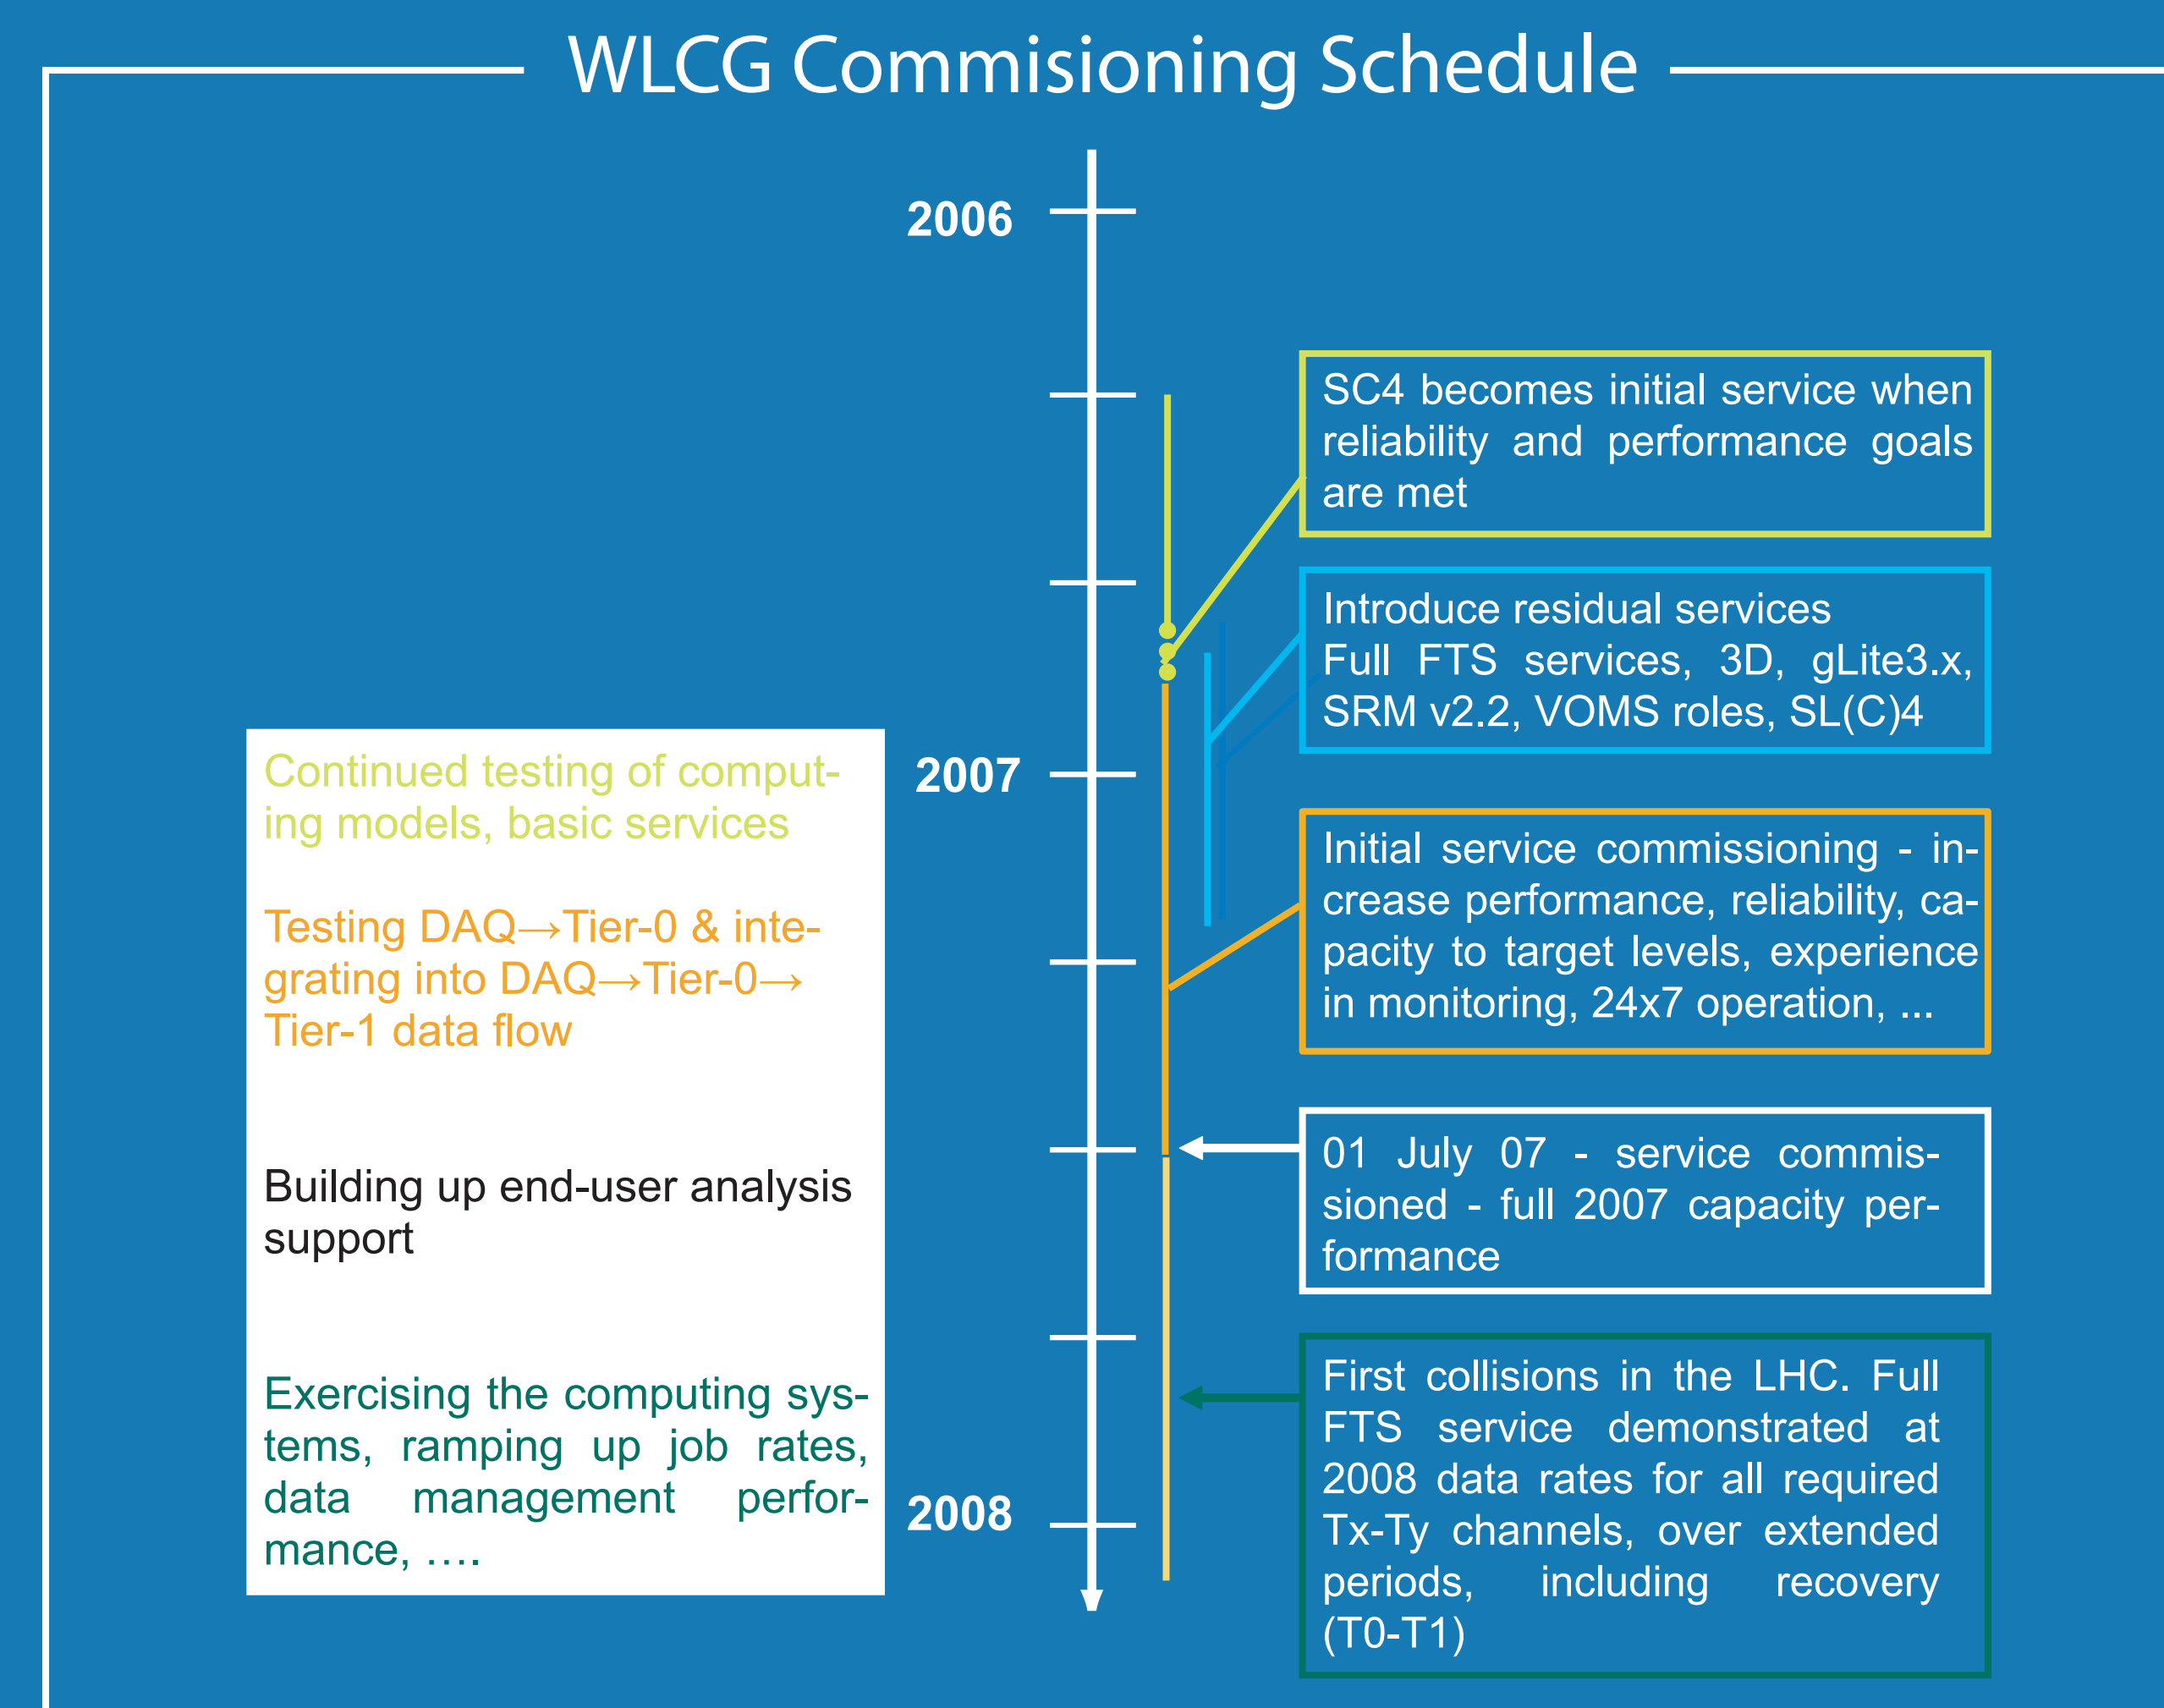 WLCG Commisioning Schedule
2006
SC4 becomes initial service when
reliability and performance goals
are met
Introduce residual services
Full FTS services, 3D, gLite3.x,
SRM v2.2, VOMS roles, SL(C)4
2007
Continued testing of comput-
ing models, basic services
Testing DAQ→Tier-0 & inte-
grating into DAQ→Tier-0→
Tier-1 data flow
Building up end-user analysis
support
Exercising the computing sys-
tems, ramping up job rates,
data management perfor-
mance, ….
Initial service commissioning - in-
crease performance, reliability, ca-
pacity to target levels, experience
in monitoring, 24x7 operation, ...
01 July 07 - service commis-
sioned - full 2007 capacity per-
formance
First collisions in the LHC. Full
FTS service demonstrated at
2008 data rates for all required
Tx-Ty channels, over extended
periods, including recovery
(T0-T1)
2008